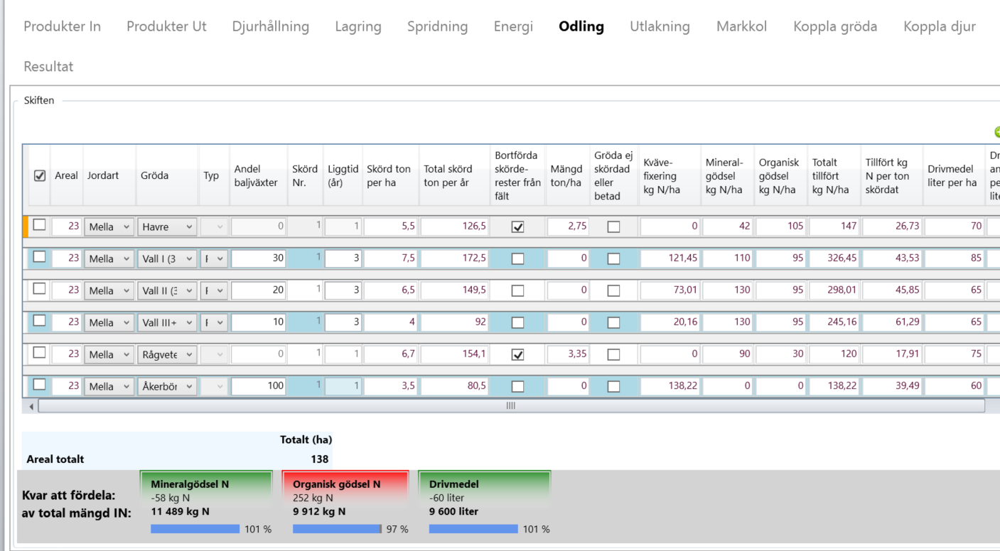 Produkter In Produkter Ut Djurhållning Lagring Spridning Energi Odling Utlakning Markkol Koppla gröda Koppla djur
Resultat
Skiften
Areal Jordart Gröda Typ Andel baljväxter Skörd Nr. Liggtid (år) Skörd ton per ha Total skörd ton per år Bortförda skörde-rester från fält Mängd ton/ha Gröda ej skördad eller betad Kväve-fixering kg N/ha Mineral-gödsel kg N/ha Organisk gödsel kg N/ha Totalt tillfört kg N/ha Tillfört kg N per ton skördat Drivmedel liter per ha
23 Mella Havre 0 1 1 5,5 126,5 2,75 0 42 105 147 26,73 70
23 Mella Vall I (3 30 1 3 7,5 172,5 0 121,45 110 95 326,45 43,53 85
23 Mella Vall II (3 20 1 3 6,5 149,5 0 73,01 130 95 298,01 45,85 65
23 Mella Vall III+ 10 1 3 4 92 0 20,16 130 95 245,16 61,29 65
23 Mella Rågvete 0 1 1 6,7 154,1 3,35 0 90 30 120 17,91 75
23 Mella Åkerbör 100 1 1 3,5 80,5 0 138,22 0 0 138,22 39,49 60
Totalt (ha)
Areal totalt 138
Kvar att fördela:
av total mängd IN:
Mineralgödsel N
-58 kg N
11 489 kg N
101 %
Organisk gödsel N
252 kg N
9 912 kg N
97 %
Drivmedel
-60 liter
9 600 liter
101 %